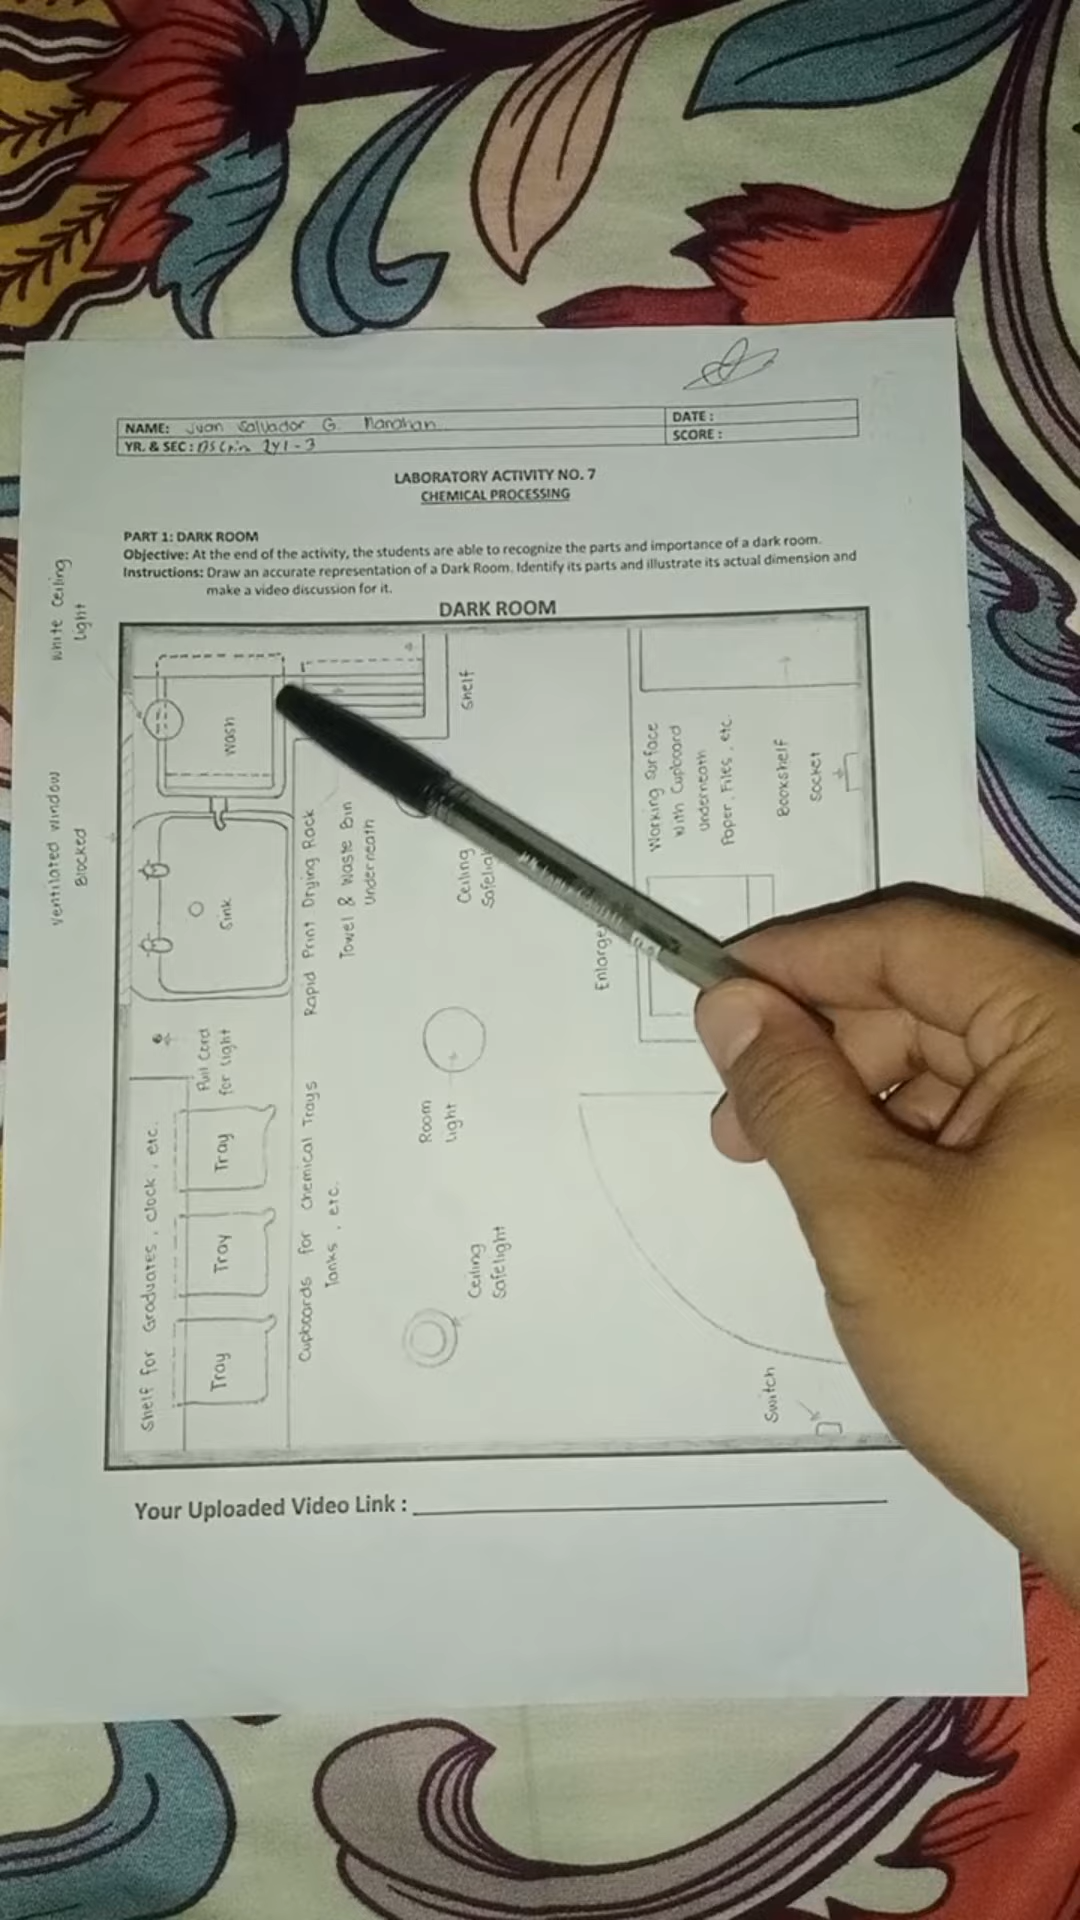 NAME: Juan Salvador G. Manahan
DATE :
YR. & SEC : BSCrim 2Y1-3
SCORE :
LABORATORY ACTIVITY NO. 7
CHEMICAL PROCESSING
PART 1: DARK ROOM
Objective: At the end of the activity, the students are able to recognize the parts and importance of a dark room.
Instructions: Draw an accurate representation of a Dark Room. Identify its parts and illustrate its actual dimension and
make a video discussion for it.
DARK ROOM
White Ceiling
Light
Ventilated Window
Blocked
Wash
Sink
Pull Cord
for Light
Shelf for Graduates, Clock, etc.
Tray
Tray
Tray
Rapid Print Drying Rack
Towel & Waste Bin
Underneath
Cupboards for Chemical Trays
Tanks, etc.
Shelf
Ceiling
Room
Light
Ceiling
Safelight
Working Surface
With Cupboard
Underneath
Paper, Files, etc.
Bookshelf
Socket
Switch
Your Uploaded Video Link :